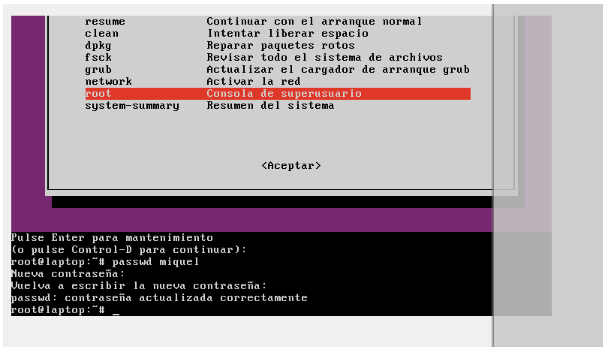 resume Continuar con el arranque normal
clean Intentar liberar espacio
dpkg Reparar paquetes rotos
fsck Revisar todo el sistema de archivos
grub Actualizar el cargador de arranque grub
network Activar la red
root Consola de superusuario
system-summary Resumen del sistema
<Aceptar>
Pulse Enter para mantenimiento
(o pulse Control-D para continuar):
root@laptop:~# passwd miquel
Nueva contraseña:
Vuelva a escribir la nueva contraseña:
passwd: contraseña actualizada correctamente
root@laptop:~# _